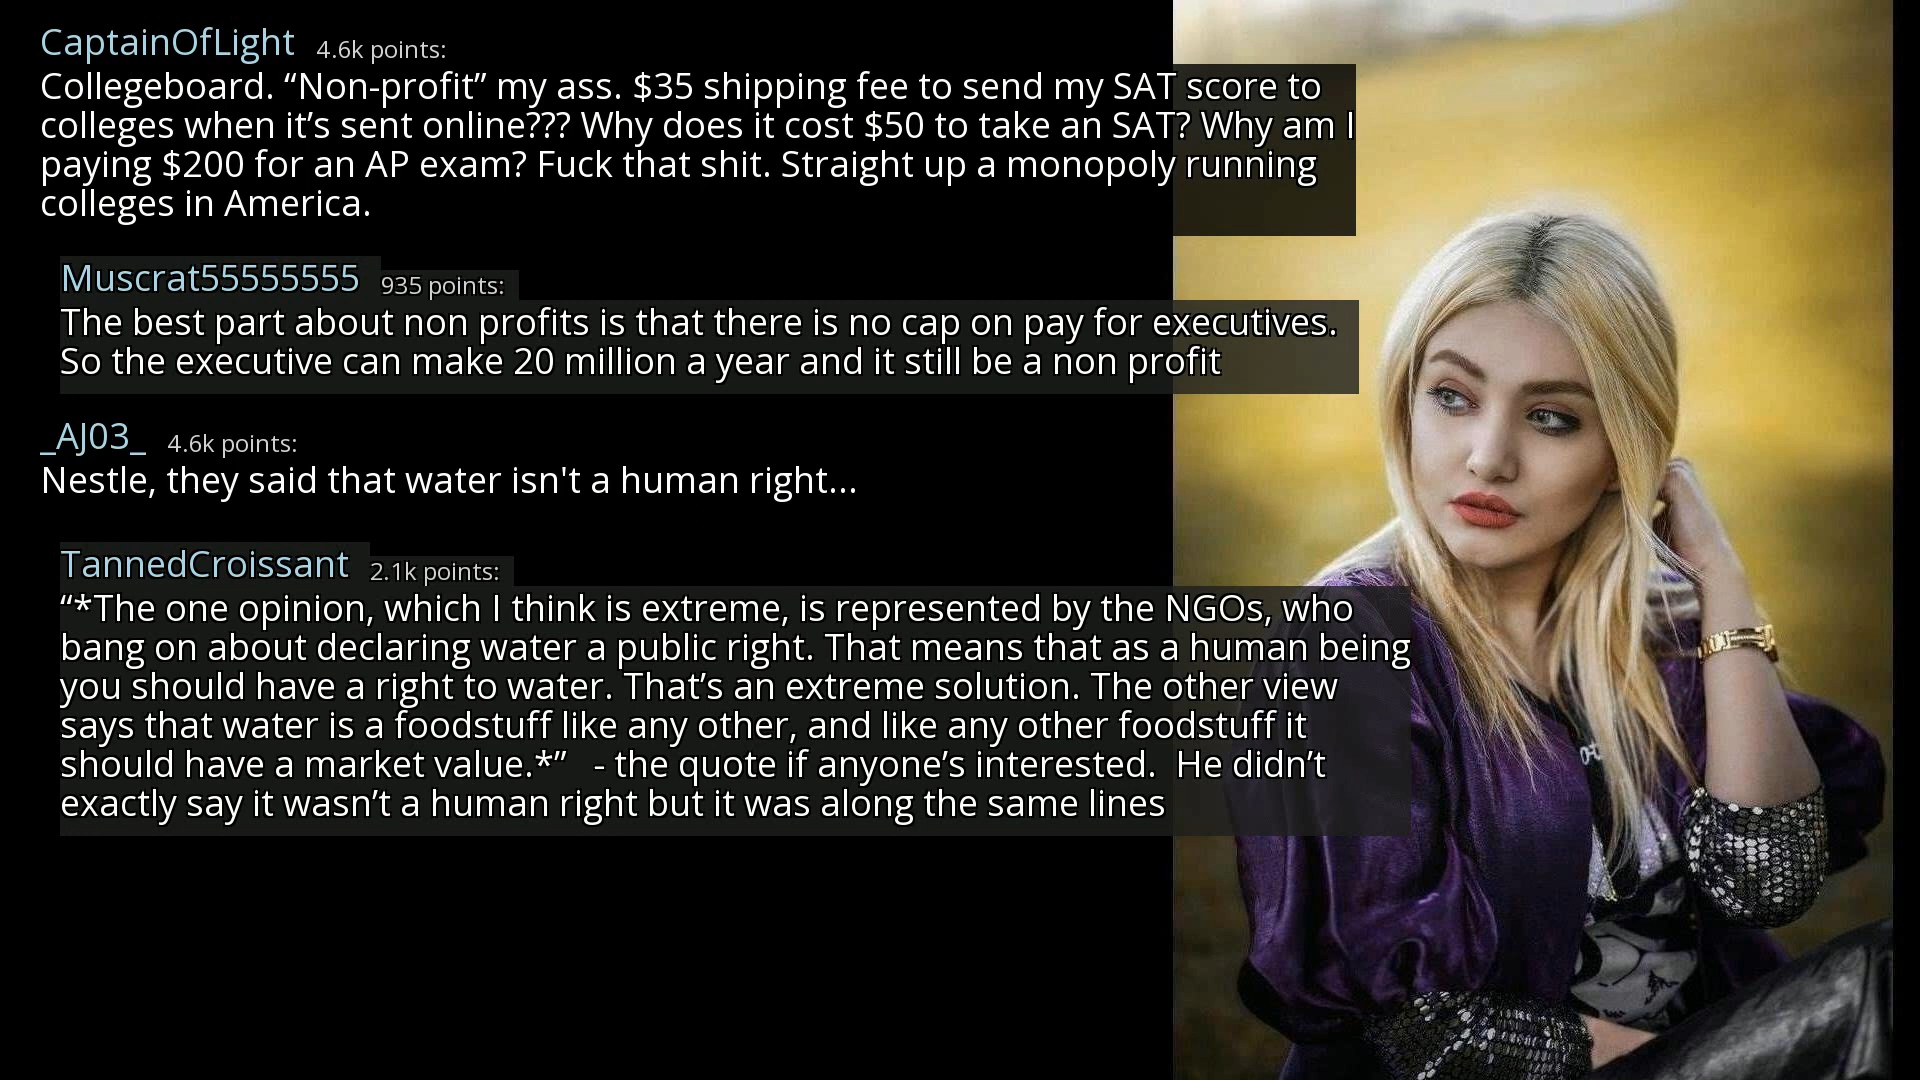 CaptainOfLight 4.6k points:
Collegeboard. “Non-profit” my ass. $35 shipping fee to send my SAT score to
colleges when it’s sent online??? Why does it cost $50 to take an SAT? Why am I
paying $200 for an AP exam? Fuck that shit. Straight up a monopoly running
colleges in America.
Muscrat55555555 935 points:
The best part about non profits is that there is no cap on pay for executives.
So the executive can make 20 million a year and it still be a non profit
_AJ03_ 4.6k points:
Nestle, they said that water isn't a human right...
TannedCroissant 2.1k points:
“*The one opinion, which I think is extreme, is represented by the NGOs, who
bang on about declaring water a public right. That means that as a human being
you should have a right to water. That’s an extreme solution. The other view
says that water is a foodstuff like any other, and like any other foodstuff it
should have a market value.*”   - the quote if anyone’s interested.  He didn’t
exactly say it wasn’t a human right but it was along the same lines